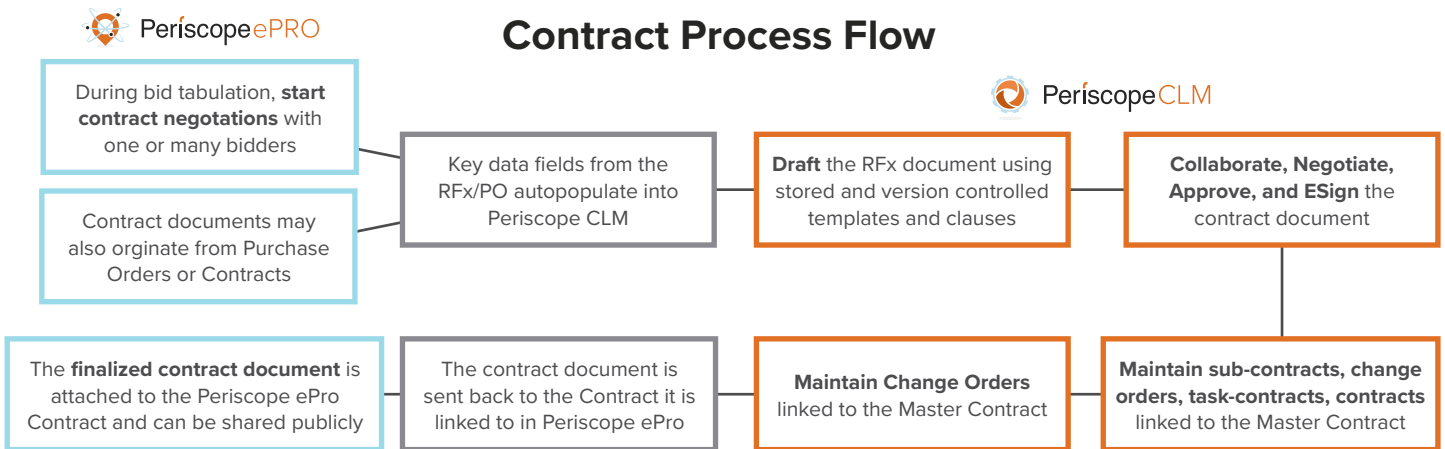 Periscope ePRO
Contract Process Flow
Periscope CLM
During bid tabulation, start
contract negotations with
one or many bidders
Contract documents may
also orginate from Purchase
Orders or Contracts
Key data fields from the
RFx/PO autopopulate into
Periscope CLM
Draft the RFx document using
stored and version controlled
templates and clauses
Collaborate, Negotiate,
Approve, and ESign the
contract document
The finalized contract document is
attached to the Periscope ePro
Contract and can be shared publicly
The contract document is
sent back to the Contract it is
linked to in Periscope ePro
Maintain Change Orders
linked to the Master Contract
Maintain sub-contracts, change
orders, task-contracts, contracts
linked to the Master Contract